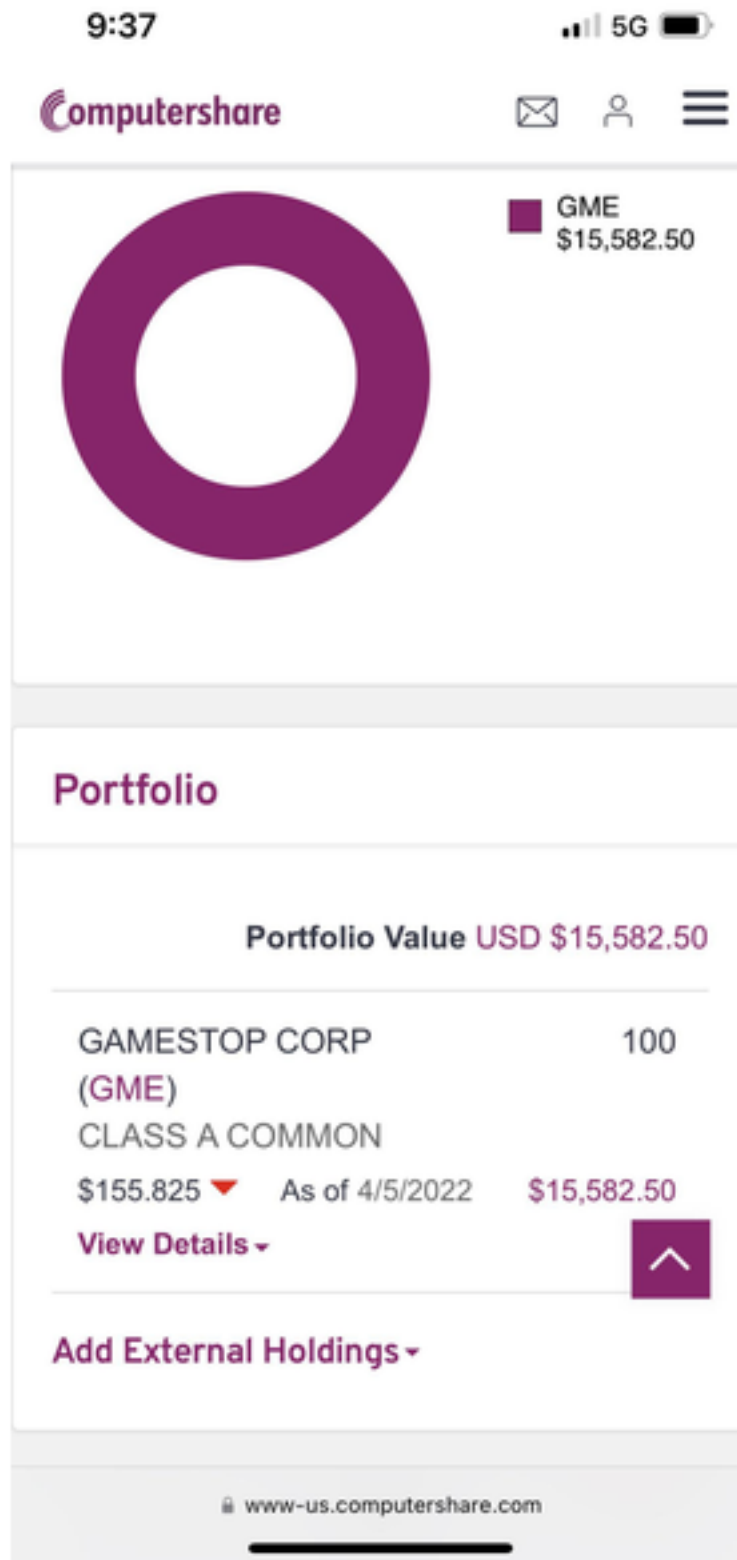 9:37
5G
Computershare
GME
$15,582.50
Portfolio
Portfolio Value USD $15,582.50
GAMESTOP CORP 100
(GME)
CLASS A COMMON
$155.825 As of 4/5/2022 $15,582.50
View Details
Add External Holdings
www-us.computershare.com